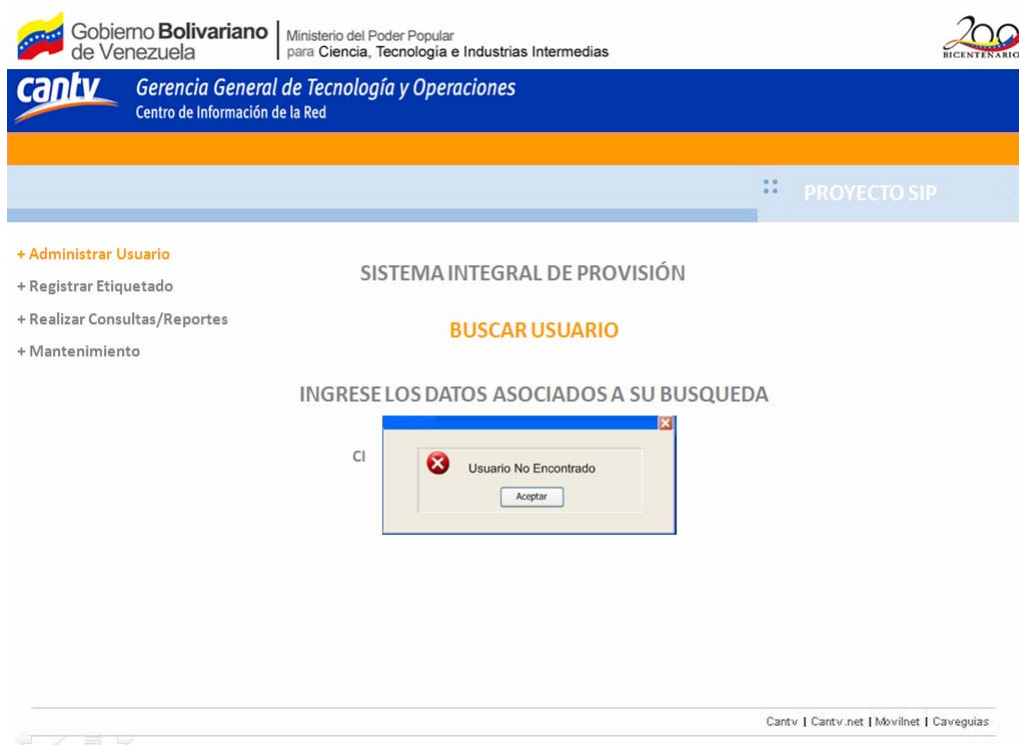 Gobierno Bolivariano
de Venezuela
Ministerio del Poder Popular
para Ciencia, Tecnología e Industrias Intermedias
200
BICENTENARIO
cantv
Gerencia General de Tecnología y Operaciones
Centro de Información de la Red
PROYECTO SIP
+ Administrar Usuario
+ Registrar Etiquetado
+ Realizar Consultas/Reportes
+ Mantenimiento
SISTEMA INTEGRAL DE PROVISIÓN
BUSCAR USUARIO
INGRESE LOS DATOS ASOCIADOS A SU BUSQUEDA
CI
Usuario No Encontrado
Aceptar
Cantv | Cantv.net | Movilnet | Caveguias